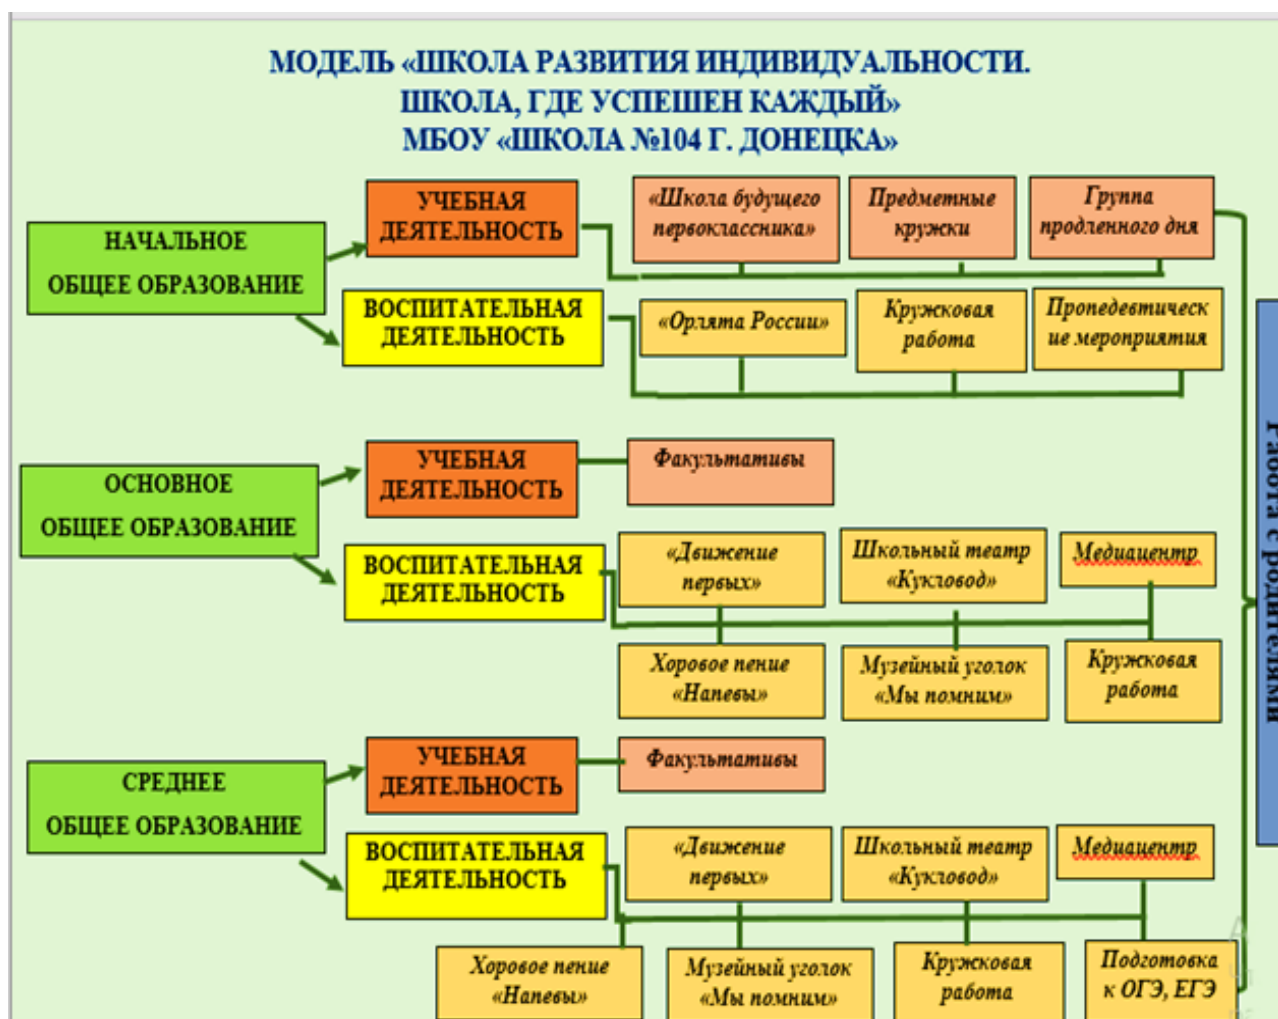 МОДЕЛЬ «ШКОЛА РАЗВИТИЯ ИНДИВИДУАЛЬНОСТИ.
ШКОЛА, ГДЕ УСПЕШЕН КАЖДЫЙ»
МБОУ «ШКОЛА №104 Г. ДОНЕЦКА»
НАЧАЛЬНОЕ
ОБЩЕЕ ОБРАЗОВАНИЕ
УЧЕБНАЯ
ДЕЯТЕЛЬНОСТЬ
«Школа будущего
первоклассника»
Предметные
кружки
Группа
продленного дня
ВОСПИТАТЕЛЬНАЯ
ДЕЯТЕЛЬНОСТЬ
«Орлята России»
Кружковая
работа
Пропедевтическ
ие мероприятия
ОСНОВНОЕ
ОБЩЕЕ ОБРАЗОВАНИЕ
УЧЕБНАЯ
ДЕЯТЕЛЬНОСТЬ
Факультативы
ВОСПИТАТЕЛЬНАЯ
ДЕЯТЕЛЬНОСТЬ
«Движение
первых»
Школьный театр
«Кукловод»
Медиацентр
Хоровое пение
«Напевы»
Музейный уголок
«Мы помним»
Кружковая
работа
СРЕДНЕЕ
ОБЩЕЕ ОБРАЗОВАНИЕ
УЧЕБНАЯ
ДЕЯТЕЛЬНОСТЬ
Факультативы
ВОСПИТАТЕЛЬНАЯ
ДЕЯТЕЛЬНОСТЬ
«Движение
первых»
Школьный театр
«Кукловод»
Медиацентр
Хоровое пение
«Напевы»
Музейный уголок
«Мы помним»
Кружковая
работа
Подготовка
к ОГЭ, ЕГЭ
Работа с родителями